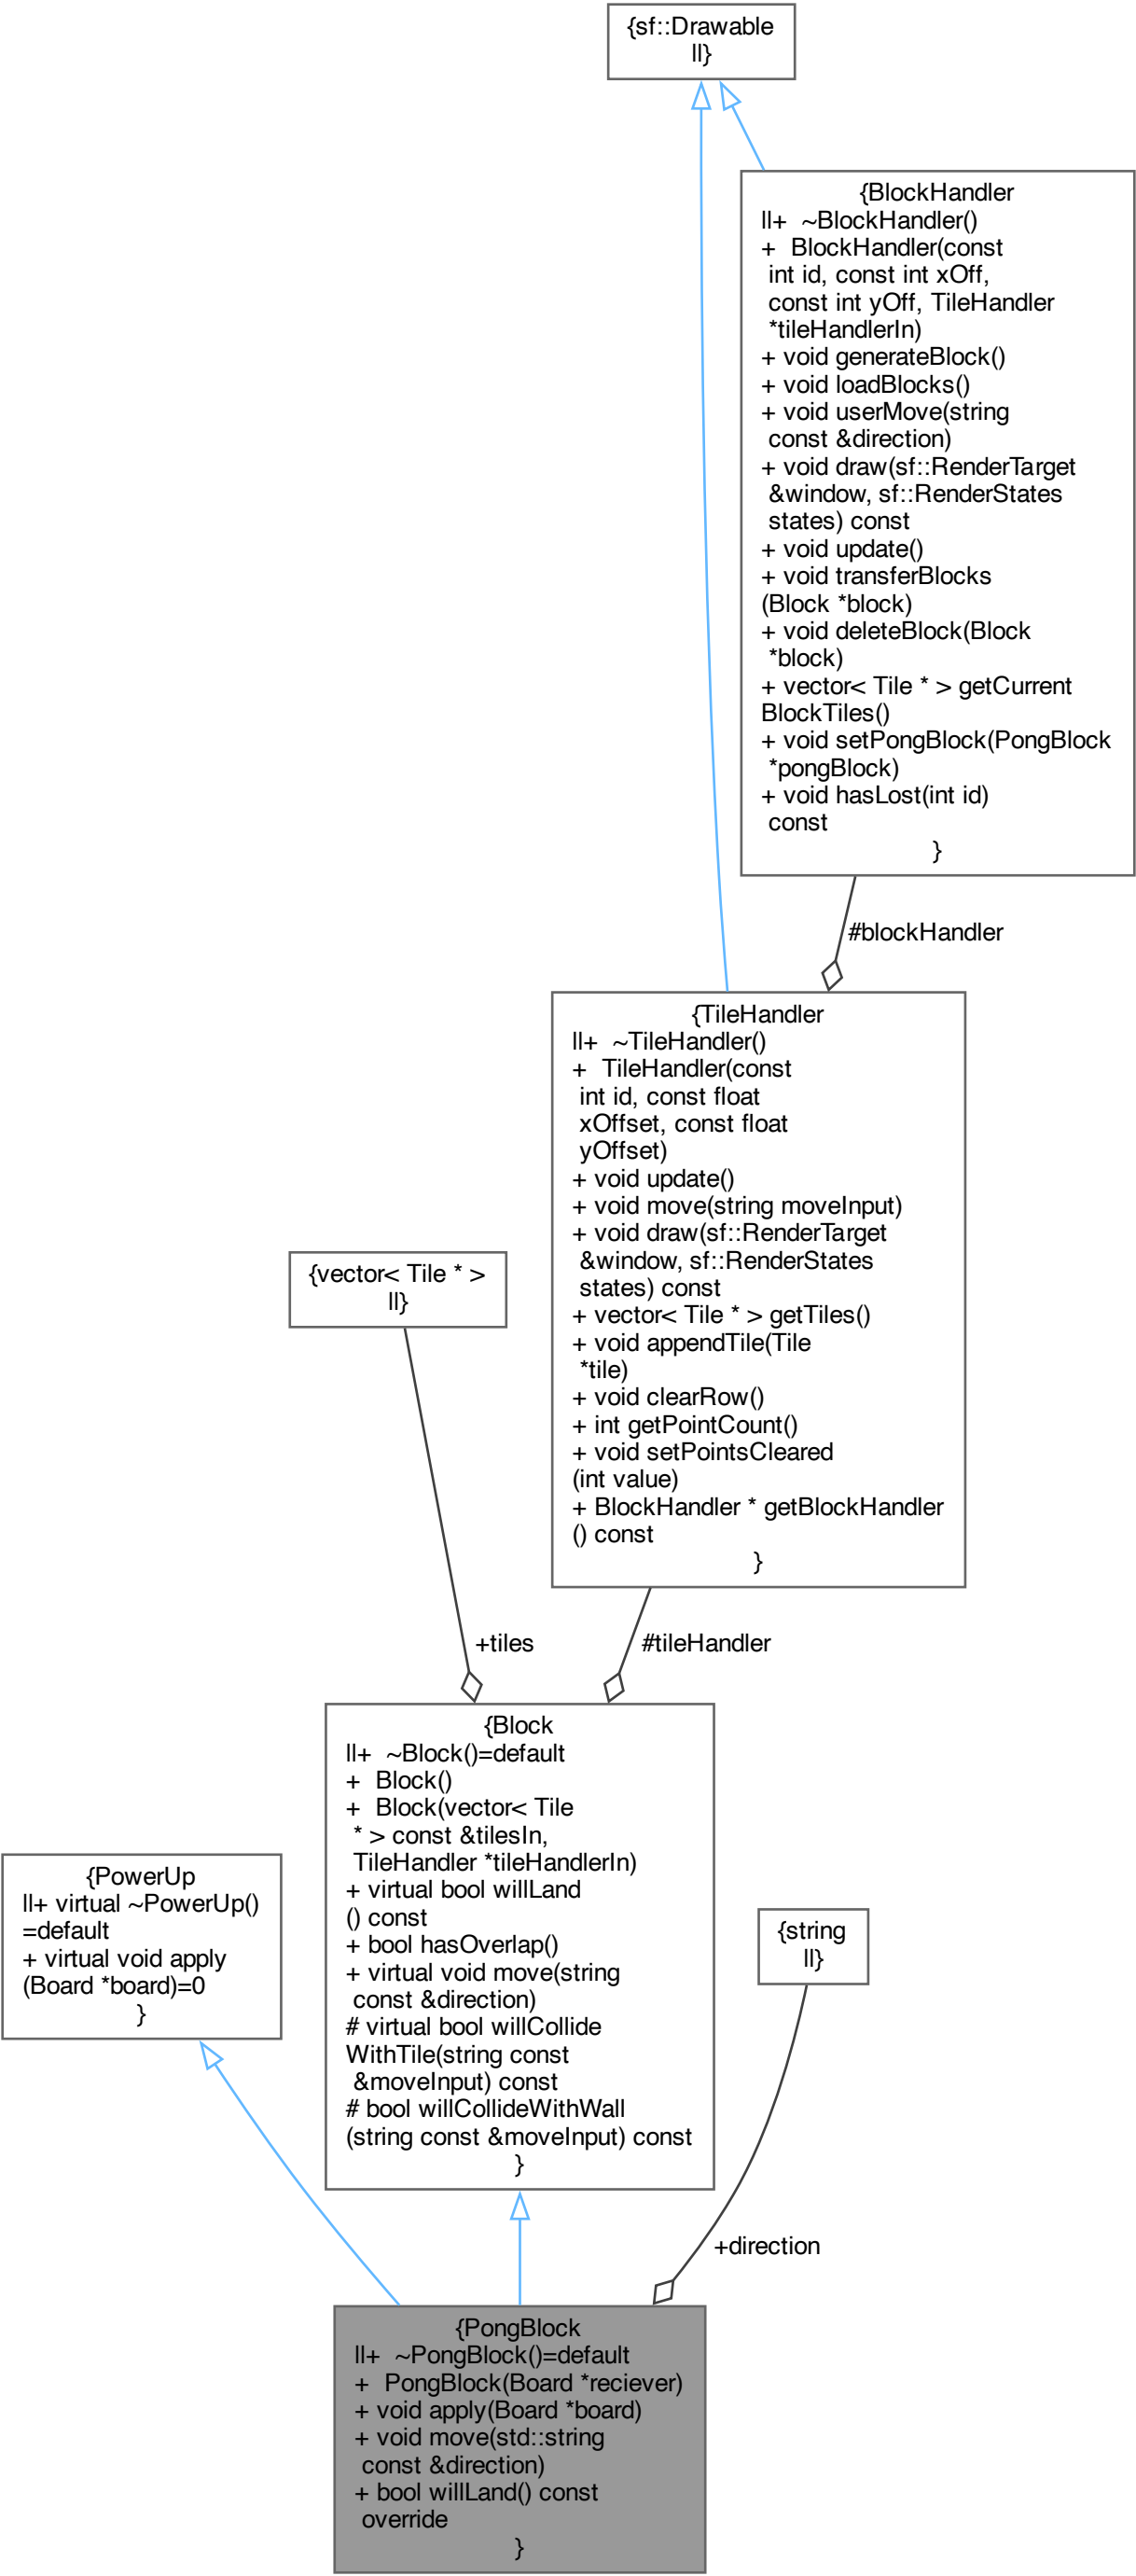 {sf::Drawable
||}
{BlockHandler
||+  ~BlockHandler()
+  BlockHandler(const
int id, const int xOff,
const int yOff, TileHandler
*tileHandlerIn)
+ void generateBlock()
+ void loadBlocks()
+ void userMove(string
const &direction)
+ void draw(sf::RenderTarget
&window, sf::RenderStates
states) const
+ void update()
+ void transferBlocks
(Block *block)
+ void deleteBlock(Block
*block)
+ vector< Tile * > getCurrent
BlockTiles()
+ void setPongBlock(PongBlock
*pongBlock)
+ void hasLost(int id)
const
}
#blockHandler
{TileHandler
||+  ~TileHandler()
+  TileHandler(const
int id, const float
xOffset, const float
yOffset)
+ void update()
+ void move(string moveInput)
+ void draw(sf::RenderTarget
&window, sf::RenderStates
states) const
+ vector< Tile * > getTiles()
+ void appendTile(Tile
*tile)
+ void clearRow()
+ int getPointCount()
+ void setPointsCleared
(int value)
+ BlockHandler * getBlockHandler
() const
}
{vector< Tile * >
||}
+tiles
#tileHandler
{Block
||+  ~Block()=default
+  Block()
+  Block(vector< Tile
* > const &tilesIn,
TileHandler *tileHandlerIn)
+ virtual bool willLand
() const
+ bool hasOverlap()
+ virtual void move(string
const &direction)
# virtual bool willCollide
WithTile(string const
&moveInput) const
# bool willCollideWithWall
(string const &moveInput) const
}
{PowerUp
||+ virtual ~PowerUp()
=default
+ virtual void apply
(Board *board)=0
}
{string
||}
+direction
{PongBlock
||+  ~PongBlock()=default
+  PongBlock(Board *reciever)
+ void apply(Board *board)
+ void move(std::string
const &direction)
+ bool willLand() const
override
}